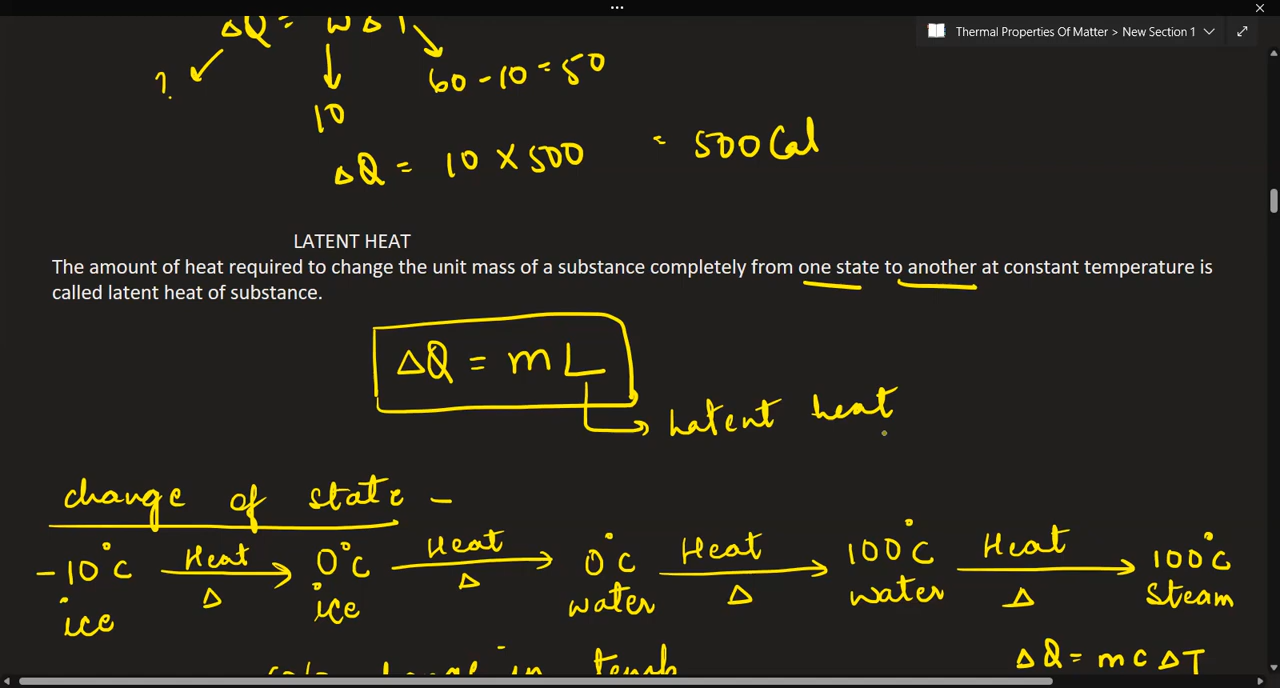 Thermal Properties Of Matter > New Section 1
ΔQ = W Δ T
?
10
60 - 10 = 50
ΔQ = 10 × 500 = 500 Cal
LATENT HEAT
The amount of heat required to change the unit mass of a substance completely from one state to another at constant temperature is
called latent heat of substance.
ΔQ = m L
Latent heat
change of state -
-10°C Heat Δ 0°C Heat Δ 0°C Heat Δ 100°C Heat Δ 100°C
ice ice water water Steam
change in
ΔQ = m c Δ T